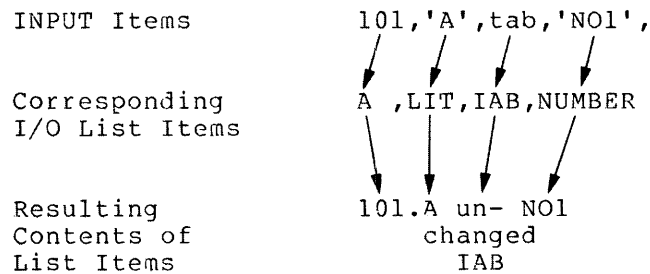 INPUT Items 101,'A',tab,'NO1',
Corresponding A ,LIT,IAB,NUMBER
I/O List Items
Resulting 101.A un- NO1
Contents of changed
List Items IAB